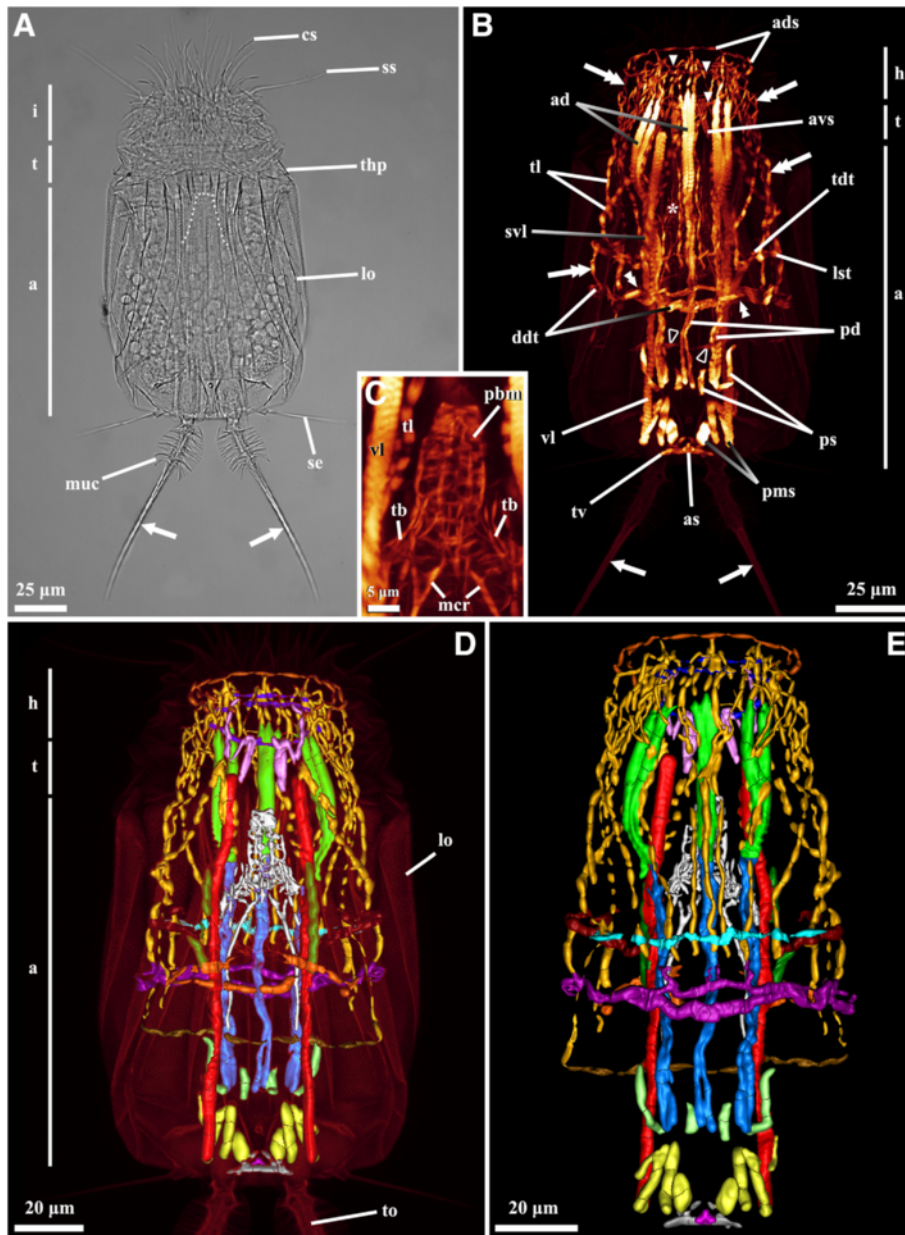 A
cs
ss
i
t
thp
a
lo
muc
se
25 µm
B
ads
h
ad
avs
t
tl
tdt
svl
lst
a
ddt
pd
vl
ps
tv
as
pms
25 µm
C
pbm
tl
vl
tb
tb
mcr
5 µm
D
h
t
lo
a
to
20 µm
E
20 µm